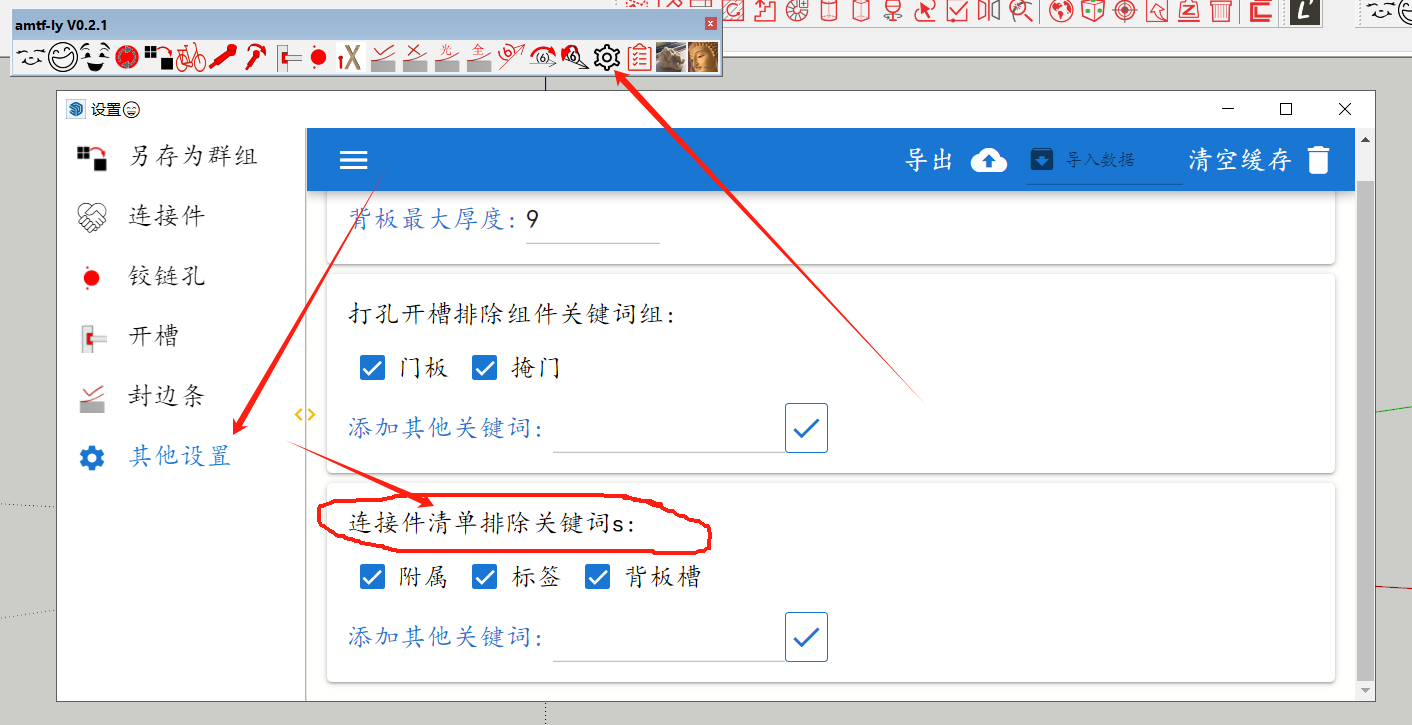 amtf-ly V0.2.1
光 全
设置
另存为群组
连接件
铰链孔
开槽
封边条
其他设置
导出 导入数据 清空缓存
背板最大厚度: 9
打孔开槽排除组件关键词组:
门板 掩门
添加其他关键词:
连接件清单排除关键词s:
附属 标签 背板槽
添加其他关键词: